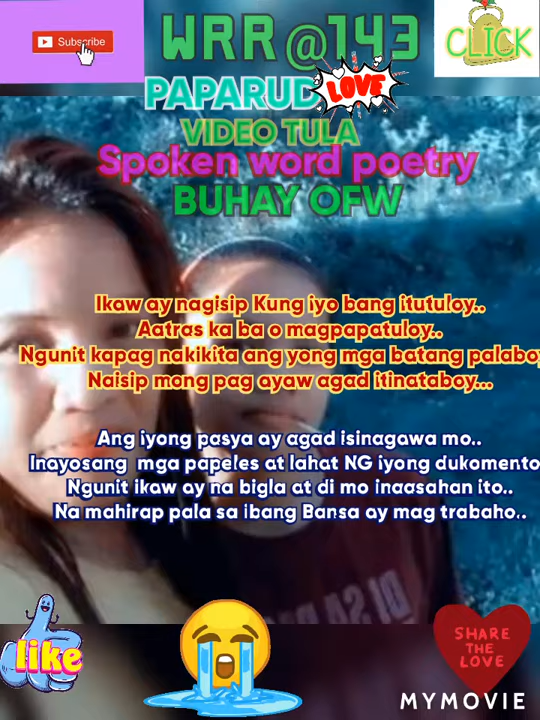 Subscribe
WRR@143
CLICK
PAPARUD
LOVE
VIDEO TULA
Spoken word poetry
BUHAY OFW
Ikaw ay nagisip Kung iyo bang itutuloy..
Aatras ka ba o magpapatuloy..
Ngunit kapag nakikita ang yong mga batang palaboy
Naisip mong pag ayaw agad itinataboy...
Ang iyong pasya ay agad isinagawa mo..
Inayosang mga papeles at lahat NG iyong dukomento
Ngunit ikaw ay na bigla at di mo inaasahan ito..
Na mahirap pala sa ibang Bansa ay mag trabaho..
like
SHARE
THE
LOVE
MYMOVIE